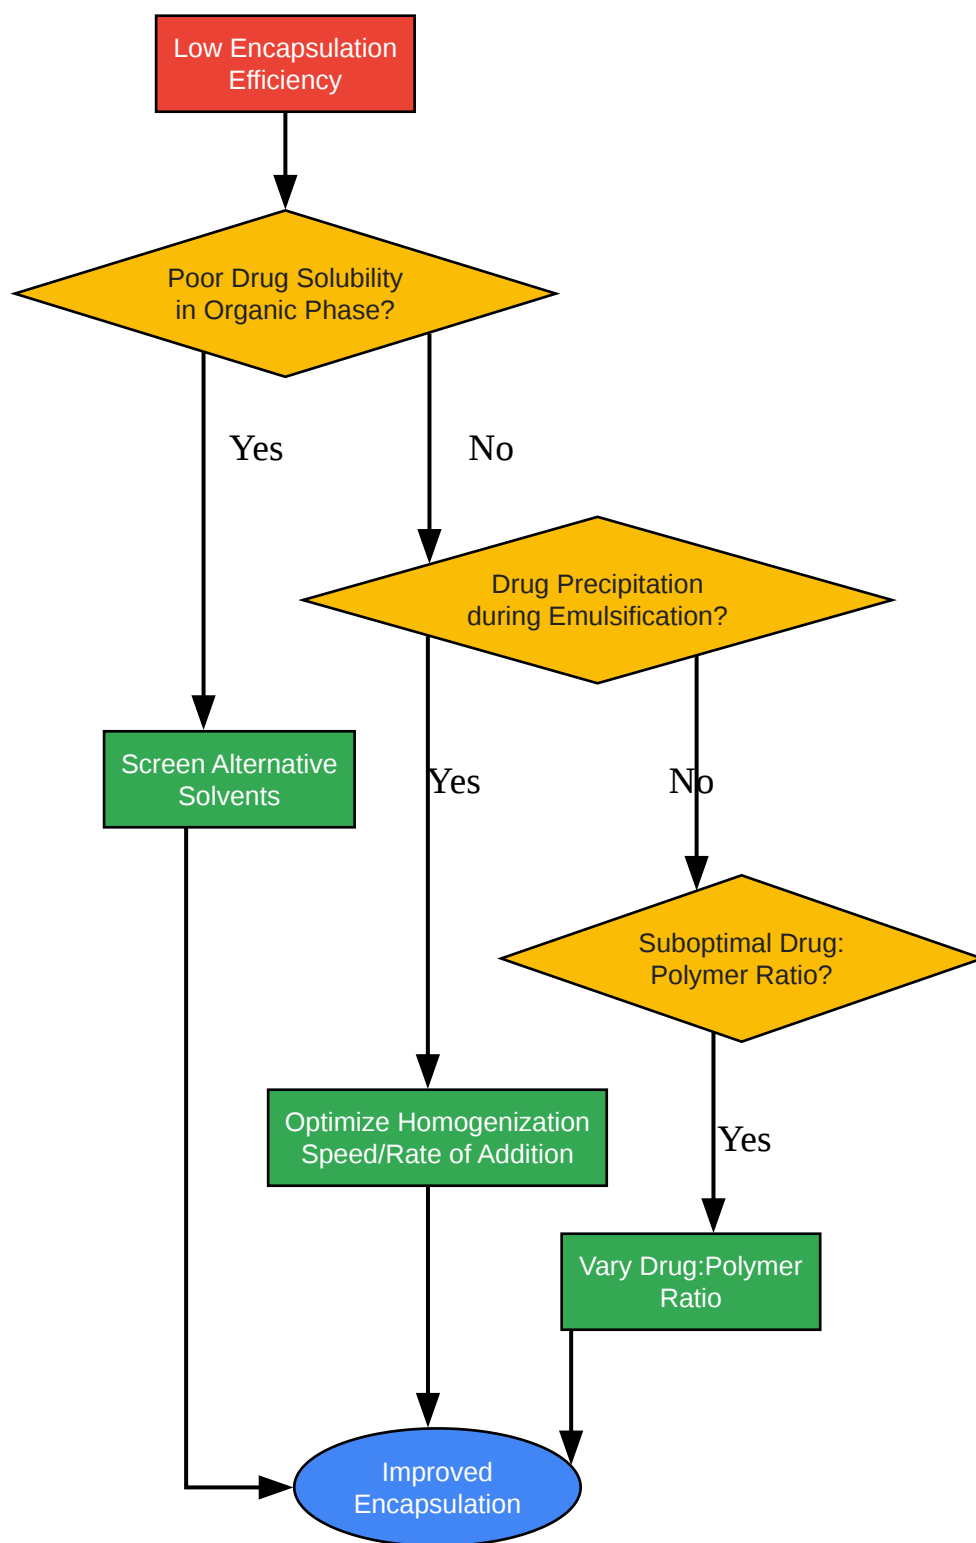 Low Encapsulation
Efficiency
Poor Drug Solubility
in Organic Phase?
Yes
No
Drug Precipitation
during Emulsification?
Screen Alternative
Solvents
Yes
No
Suboptimal Drug:
Polymer Ratio?
Optimize Homogenization
Speed/Rate of Addition
Yes
Vary Drug:Polymer
Ratio
Improved
Encapsulation